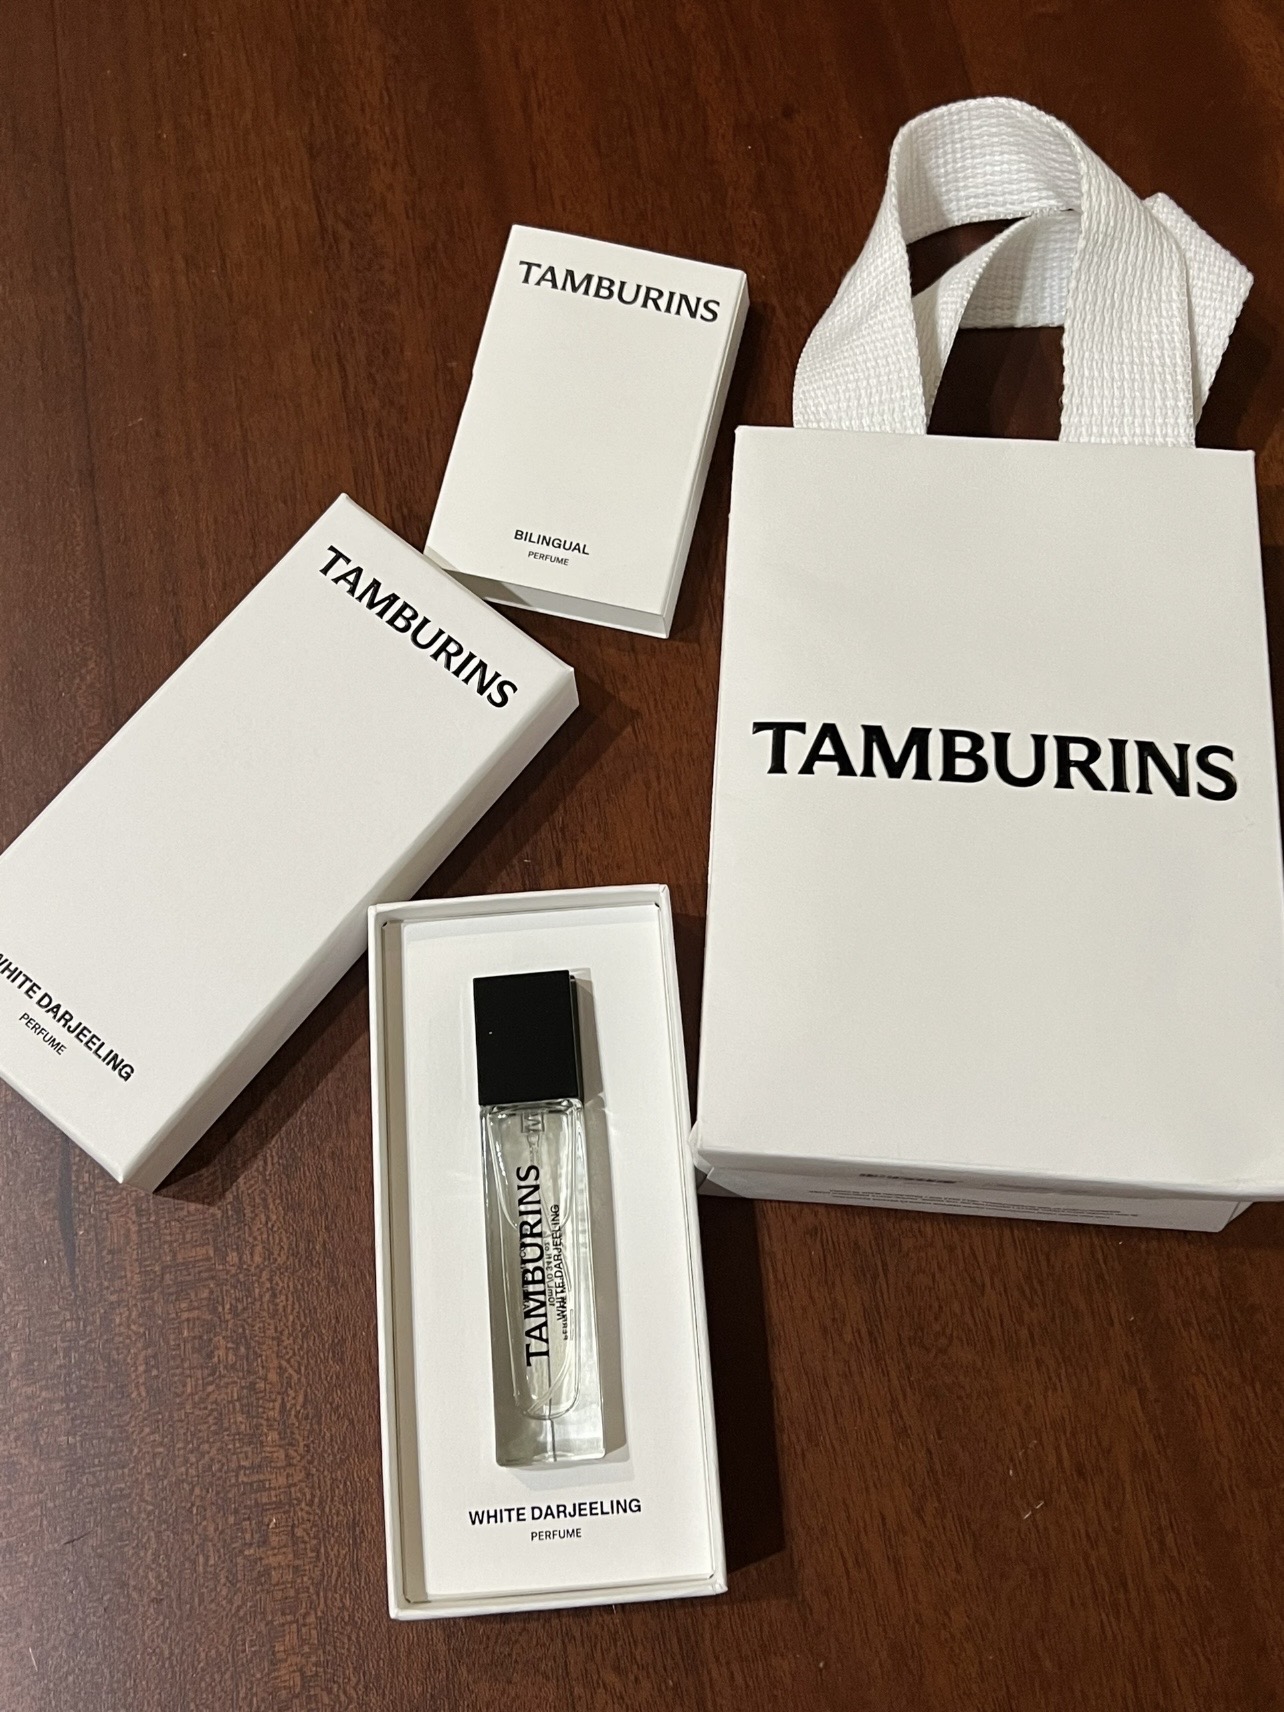 TAMBURINS
BILINGUAL
PERFUME
TAMBURINS
WHITE DARJEELING
PERFUME
TAMBURINS
TAMBURINS
WHITE DARJEELING
WHITE DARJEELING
PERFUME